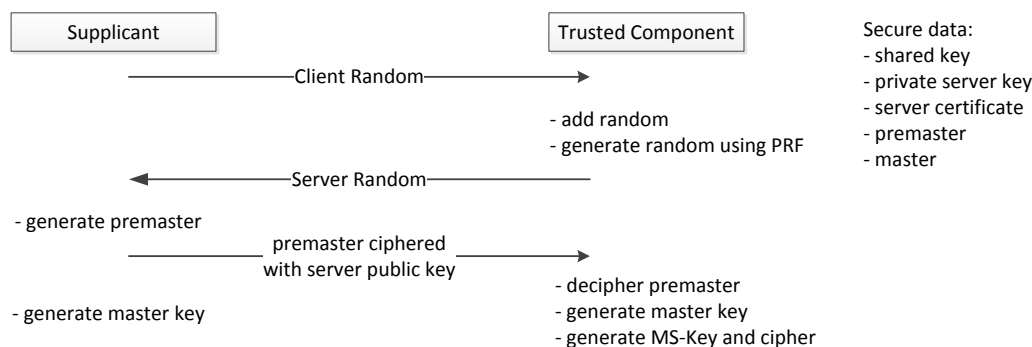 Supplicant
Trusted Component
Secure data:
- shared key
- private server key
- server certificate
- premaster
- master
Client Random
- add random
- generate random using PRF
Server Random
- generate premaster
premaster ciphered
with server public key
- decipher premaster
- generate master key
- generate master key
- generate MS-Key and cipher